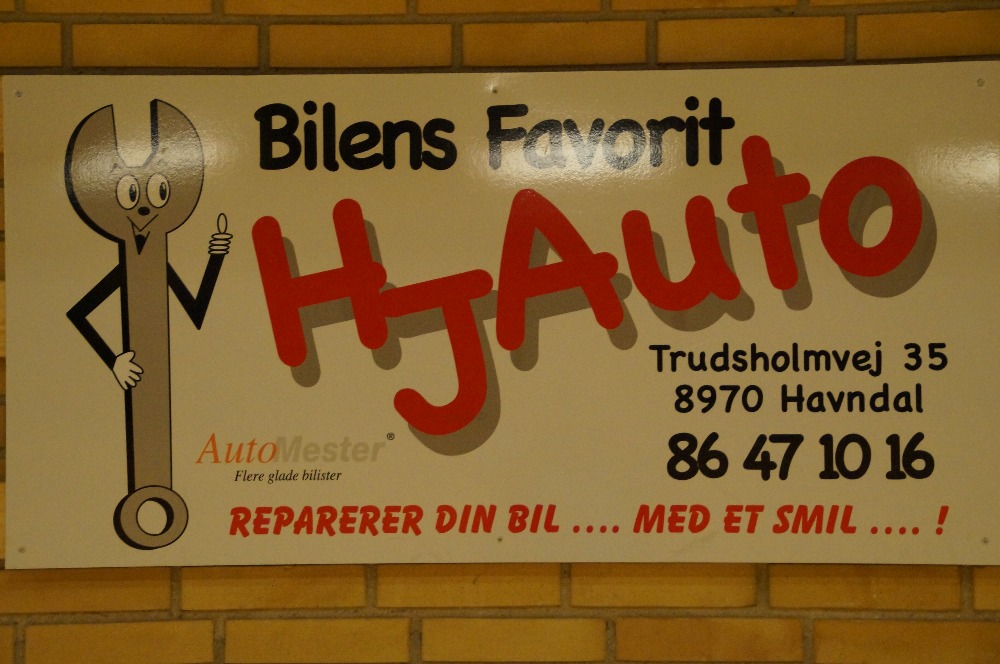 Bilens Favorit
HJAuto
Trudsholmvej 35
8970 Havndal
86 47 10 16
AutoMester®
Flere glade bilister
REPARERER DIN BIL .... MED ET SMIL .... !